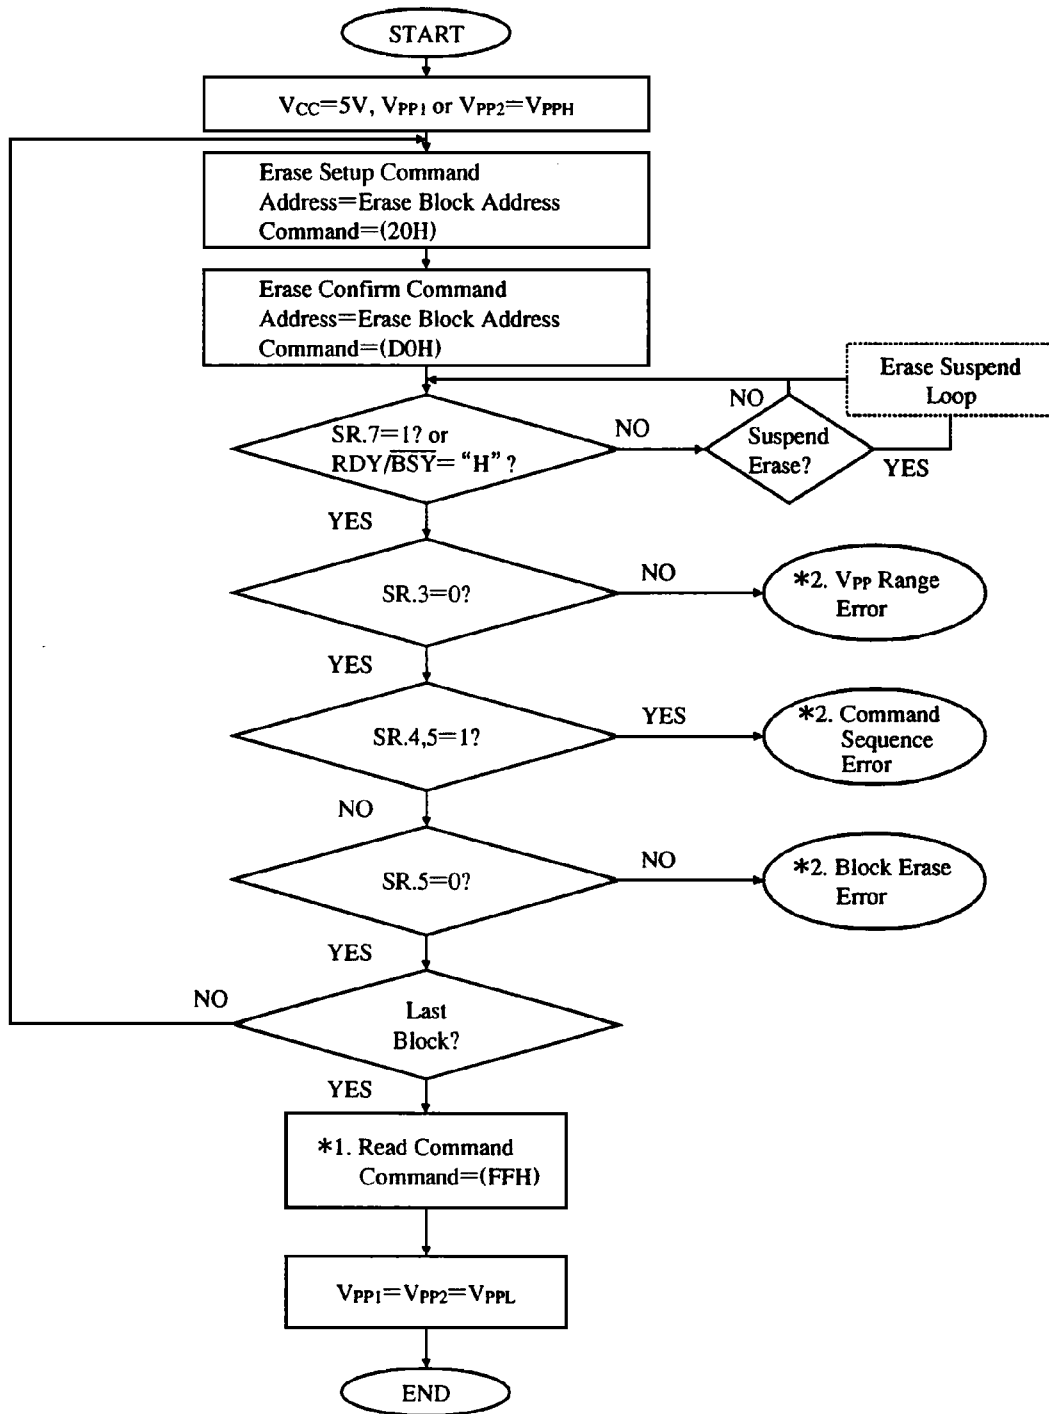 START
VCC=5V, VPP1 or VPP2=VPPH
Erase Setup Command
Address=Erase Block Address
Command=(20H)
Erase Confirm Command
Address=Erase Block Address
Command=(D0H)
Erase Suspend
Loop
NO
SR.7=1? or
RDY/B̅S̅Y̅= “H” ?
NO
Suspend
Erase?
YES
YES
SR.3=0?
NO
*2. VPP Range
Error
YES
SR.4,5=1?
YES
*2. Command
Sequence
Error
NO
SR.5=0?
NO
*2. Block Erase
Error
YES
NO
Last
Block?
YES
*1. Read Command
Command=(FFH)
VPP1=VPP2=VPPL
END